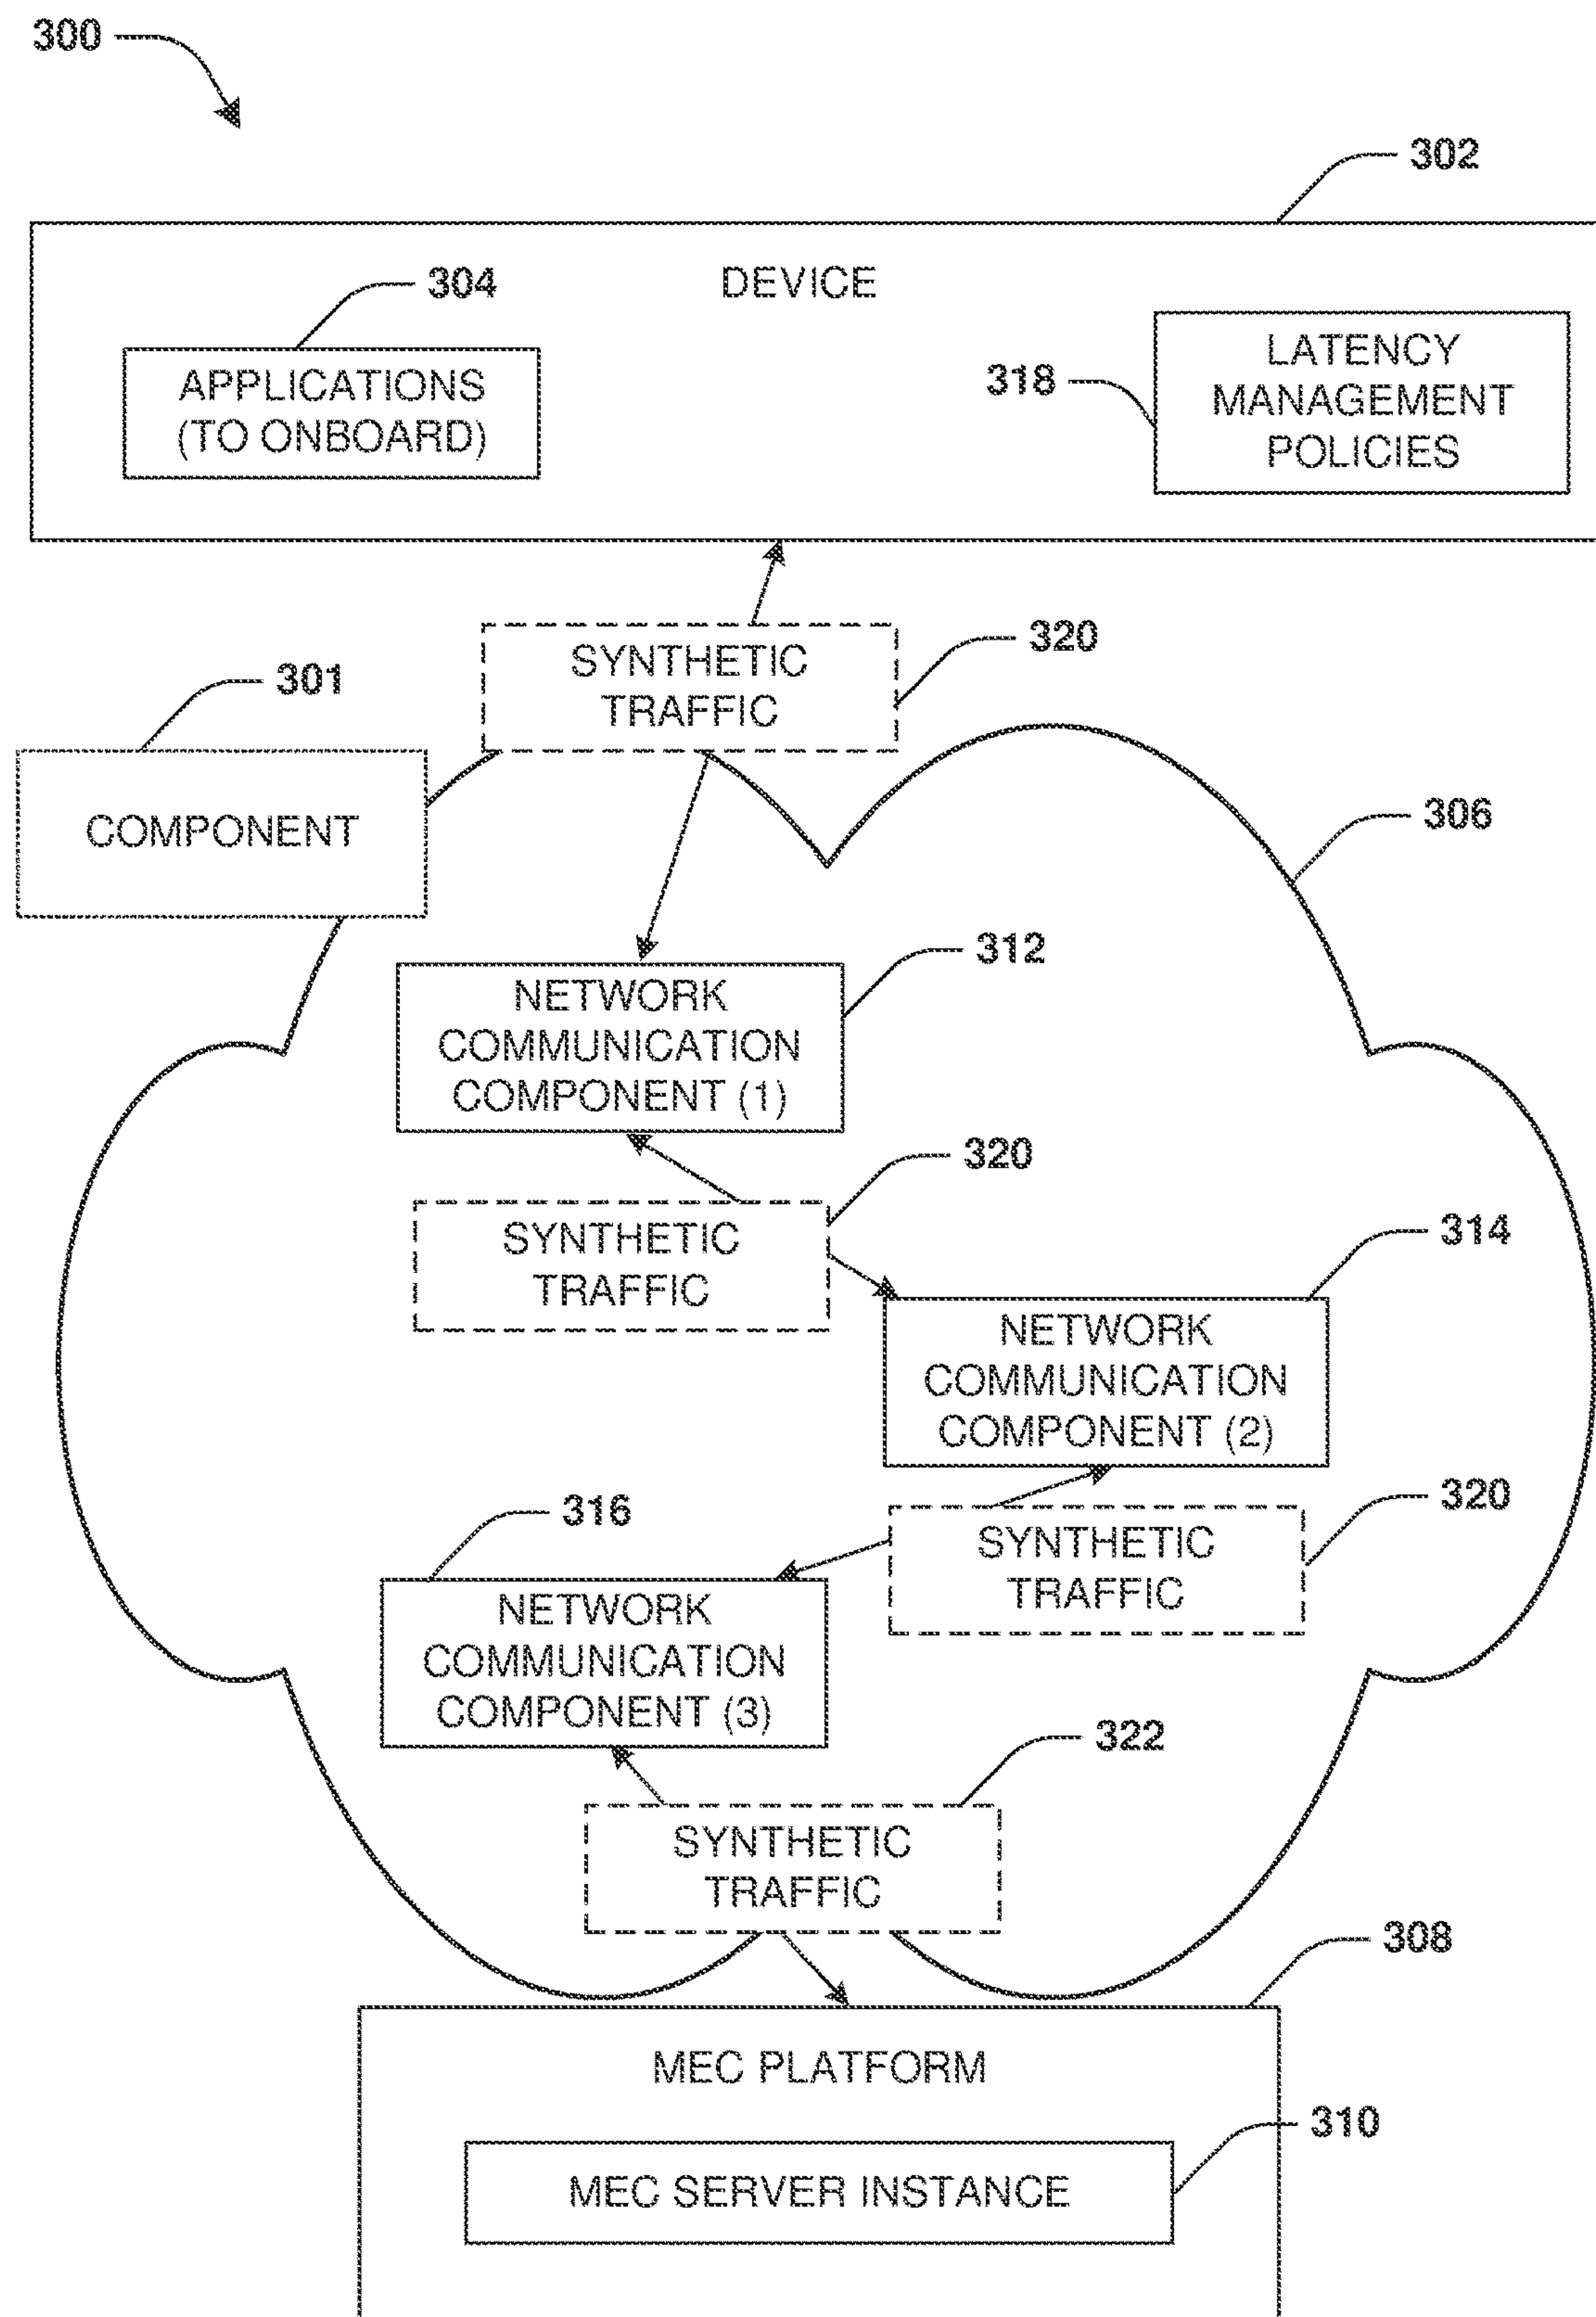 300
302
304
DEVICE
APPLICATIONS
(TO ONBOARD)
318
LATENCY
MANAGEMENT
POLICIES
SYNTHETIC
TRAFFIC
320
301
COMPONENT
306
312
NETWORK
COMMUNICATION
COMPONENT (1)
320
SYNTHETIC
TRAFFIC
314
NETWORK
COMMUNICATION
COMPONENT (2)
320
SYNTHETIC
TRAFFIC
316
NETWORK
COMMUNICATION
COMPONENT (3)
322
SYNTHETIC
TRAFFIC
308
MEC PLATFORM
310
MEC SERVER INSTANCE